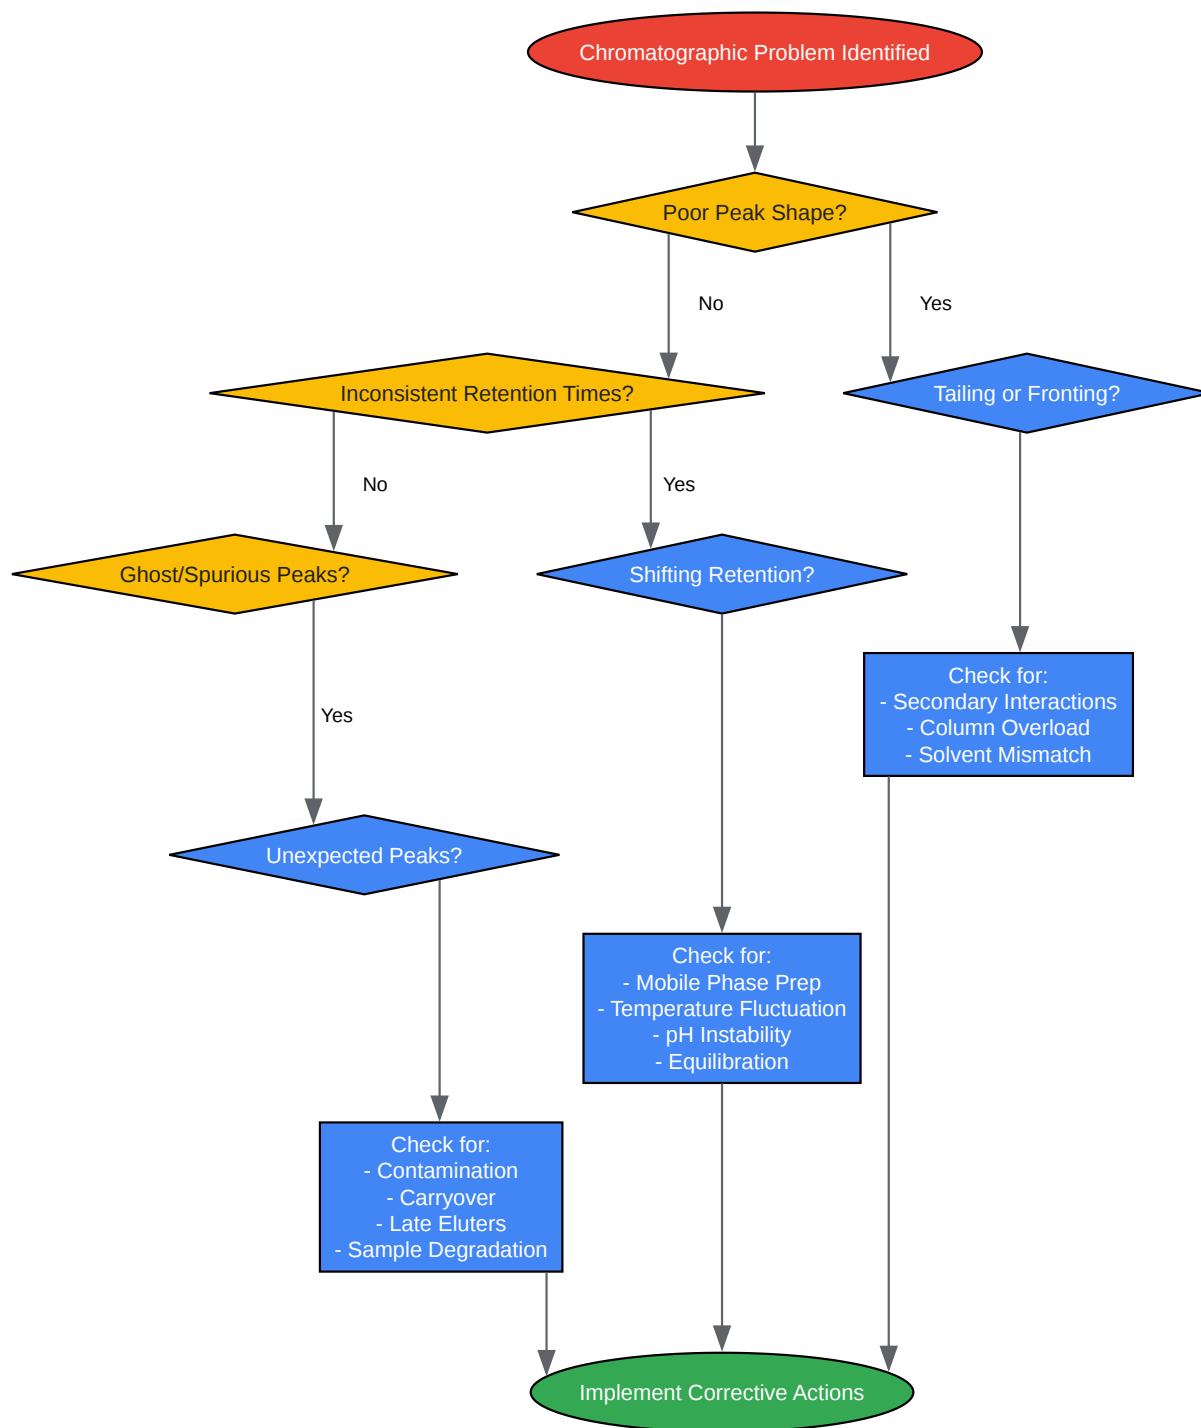 Chromatographic Problem Identified
Poor Peak Shape?
No
Yes
Inconsistent Retention Times?
Tailing or Fronting?
No
Yes
Ghost/Spurious Peaks?
Shifting Retention?
Check for:
- Secondary Interactions
- Column Overload
- Solvent Mismatch
Yes
Unexpected Peaks?
Check for:
- Mobile Phase Prep
- Temperature Fluctuation
- pH Instability
- Equilibration
Check for:
- Contamination
- Carryover
- Late Eluters
- Sample Degradation
Implement Corrective Actions